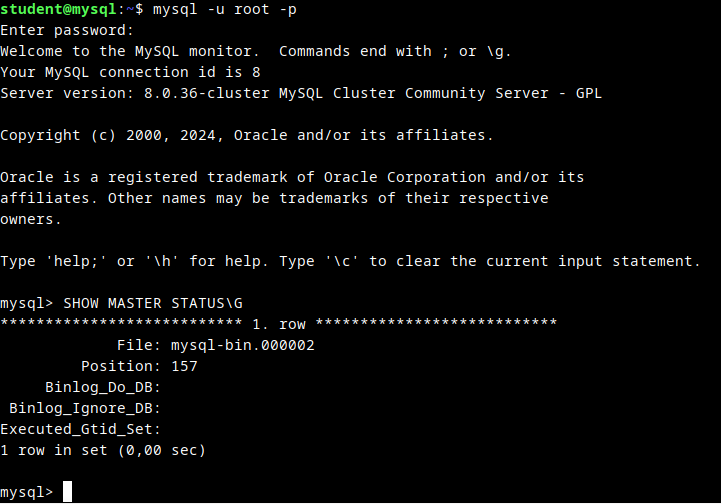 student@mysql:~$ mysql -u root -p
Enter password:
Welcome to the MySQL monitor.  Commands end with ; or \g.
Your MySQL connection id is 8
Server version: 8.0.36-cluster MySQL Cluster Community Server - GPL

Copyright (c) 2000, 2024, Oracle and/or its affiliates.

Oracle is a registered trademark of Oracle Corporation and/or its
affiliates. Other names may be trademarks of their respective
owners.

Type 'help;' or '\h' for help. Type '\c' to clear the current input statement.

mysql> SHOW MASTER STATUS\G
*************************** 1. row ***************************
             File: mysql-bin.000002
         Position: 157
     Binlog_Do_DB:
 Binlog_Ignore_DB:
Executed_Gtid_Set:
1 row in set (0,00 sec)

mysql>